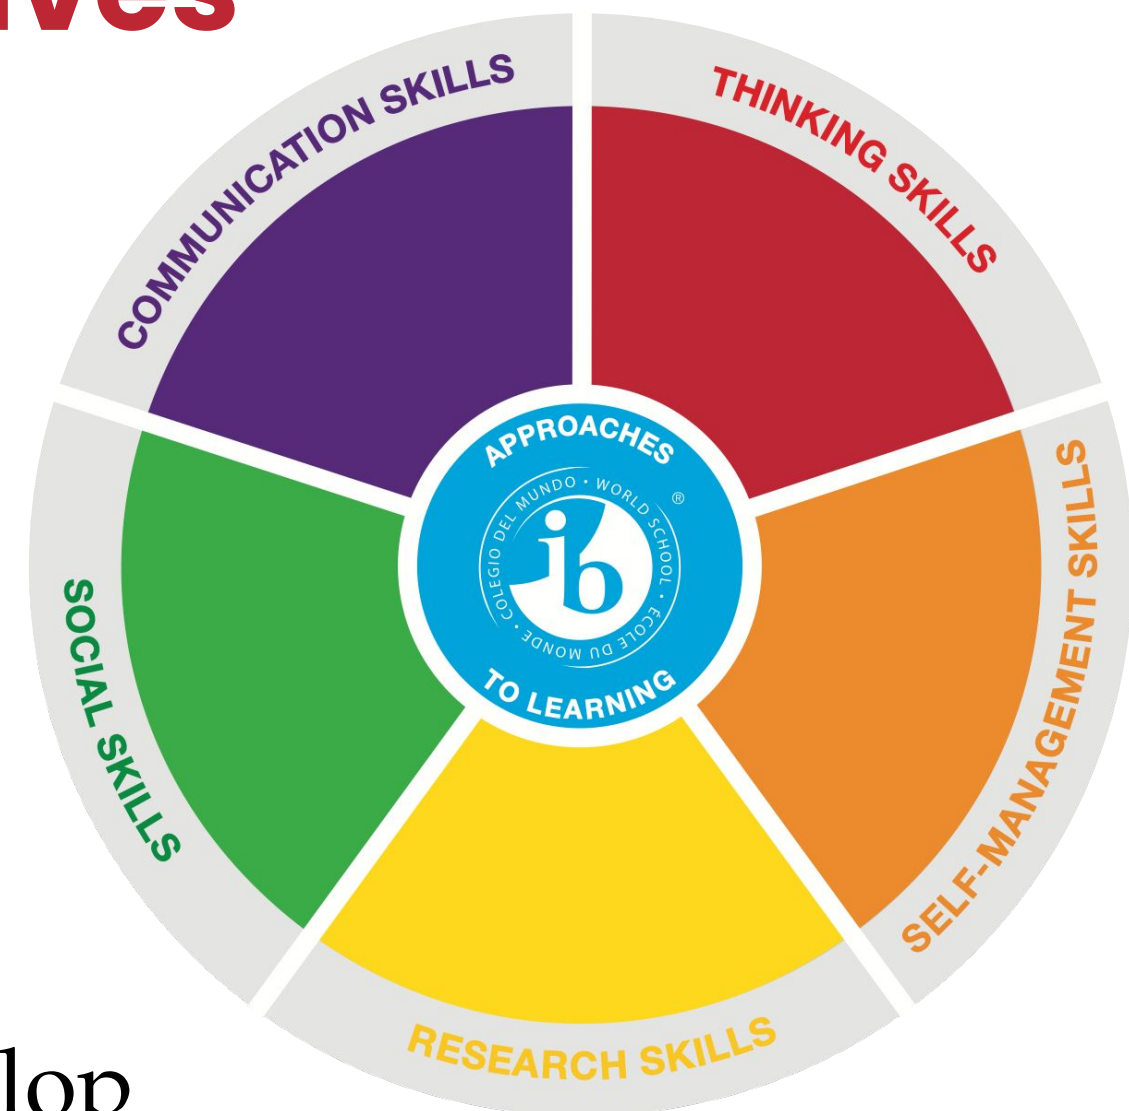 ives
COMMUNICATION SKILLS
THINKING SKILLS
SELF-MANAGEMENT SKILLS
RESEARCH SKILLS
SOCIAL SKILLS
APPROACHES
TO LEARNING
WORLD SCHOOL • ÉCOLE DU MONDE • COLEGIO DEL MUNDO •
®
ib
lop